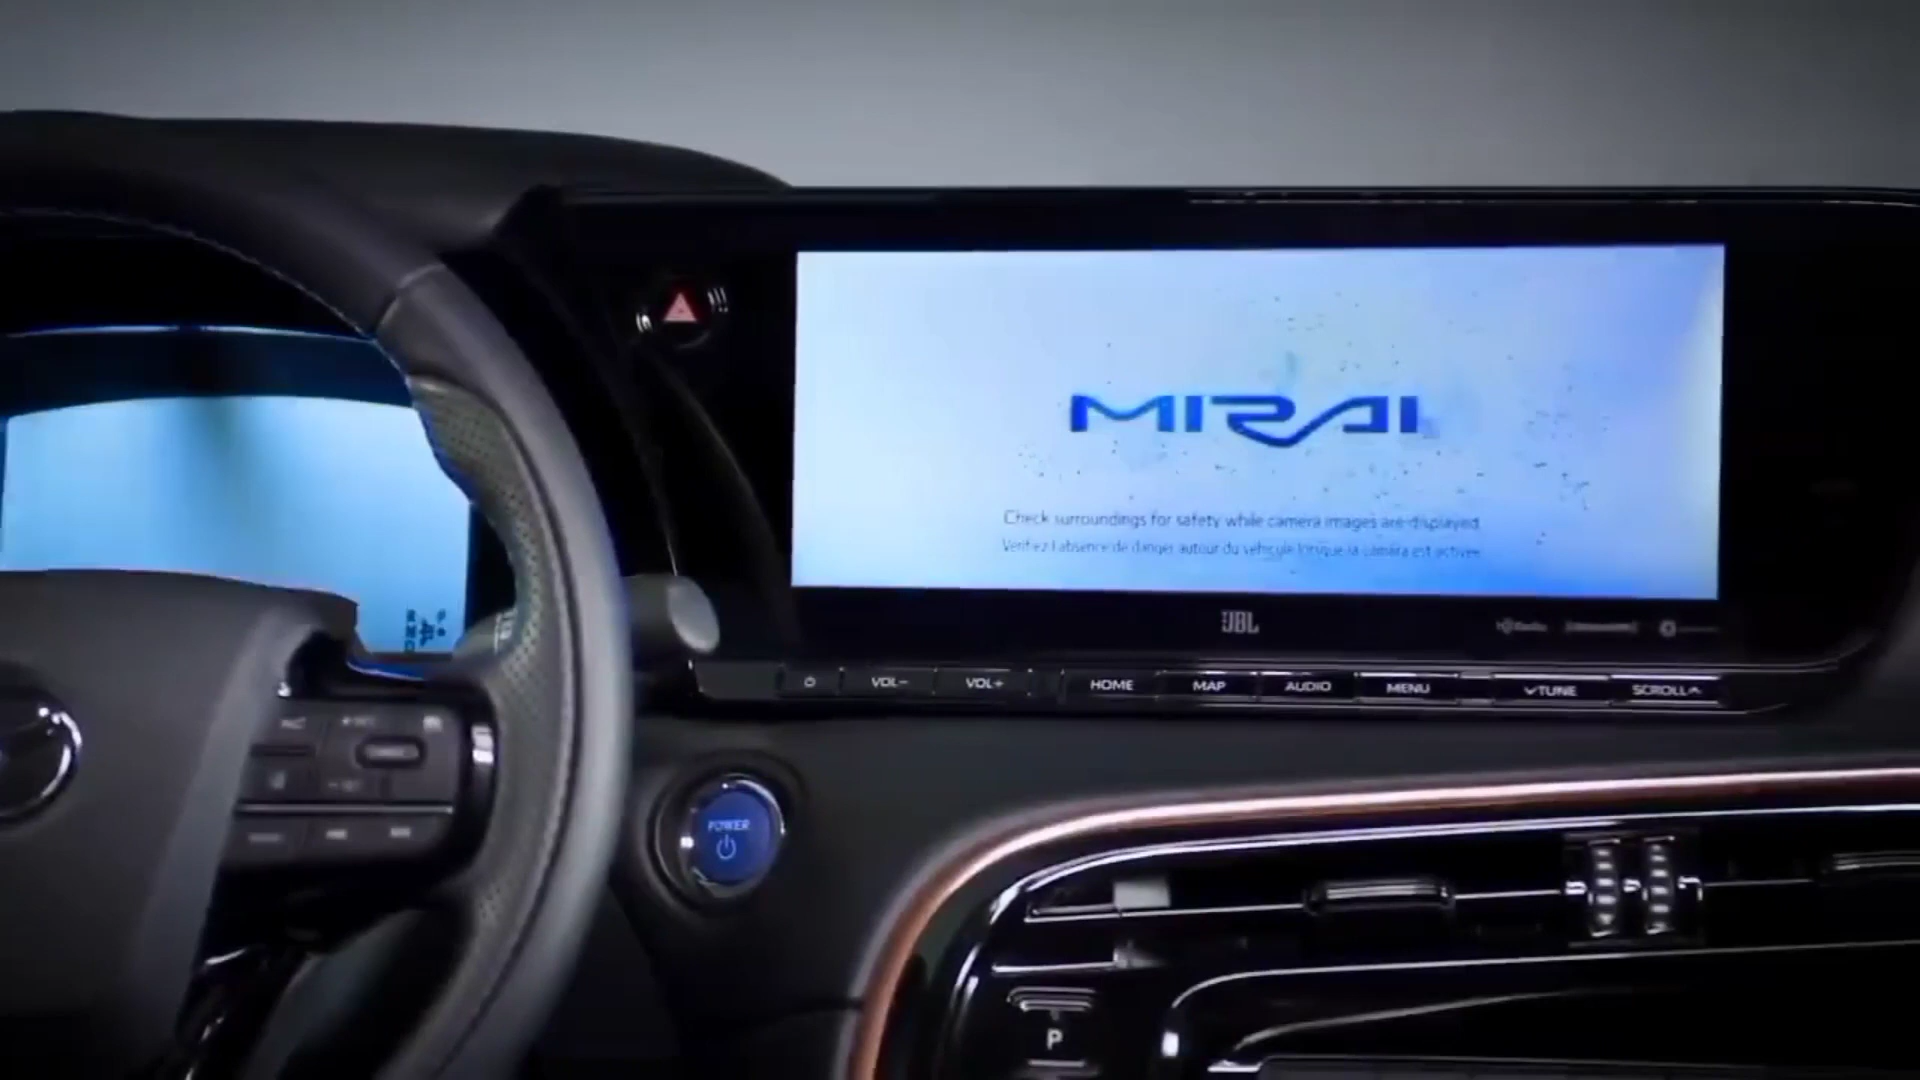 MIRAI
Check surroundings for safety while camera images are displayed.
Vérifiez l'absence de danger autour du véhicule lorsque la caméra est activée
JBL
VOL-
VOL+
HOME
MAP
AUDIO
MENU
TUNE
SCROLL
POWER
P